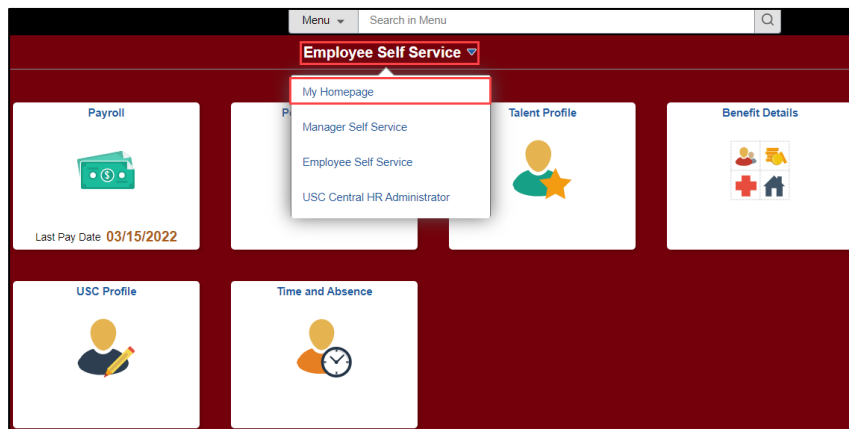 Menu
Search in Menu
Employee Self Service
My Homepage
Manager Self Service
Employee Self Service
USC Central HR Administrator
Payroll
Last Pay Date 03/15/2022
Talent Profile
Benefit Details
USC Profile
Time and Absence